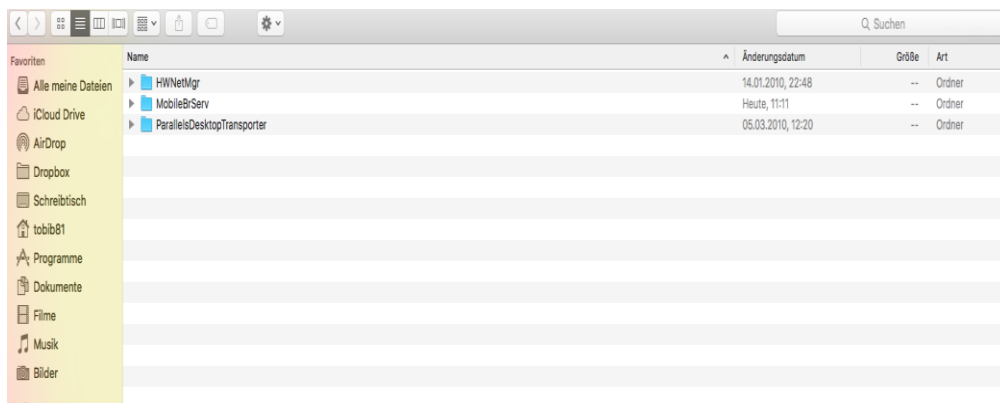 Suchen
Favoriten
Name Änderungsdatum Größe Art
Alle meine Dateien
HWNetMgr 14.01.2010, 22:48 -- Ordner
MobileBrServ Heute, 11:11 -- Ordner
ParallelsDesktopTransporter 05.03.2010, 12:20 -- Ordner
iCloud Drive
AirDrop
Dropbox
Schreibtisch
tobib81
Programme
Dokumente
Filme
Musik
Bilder